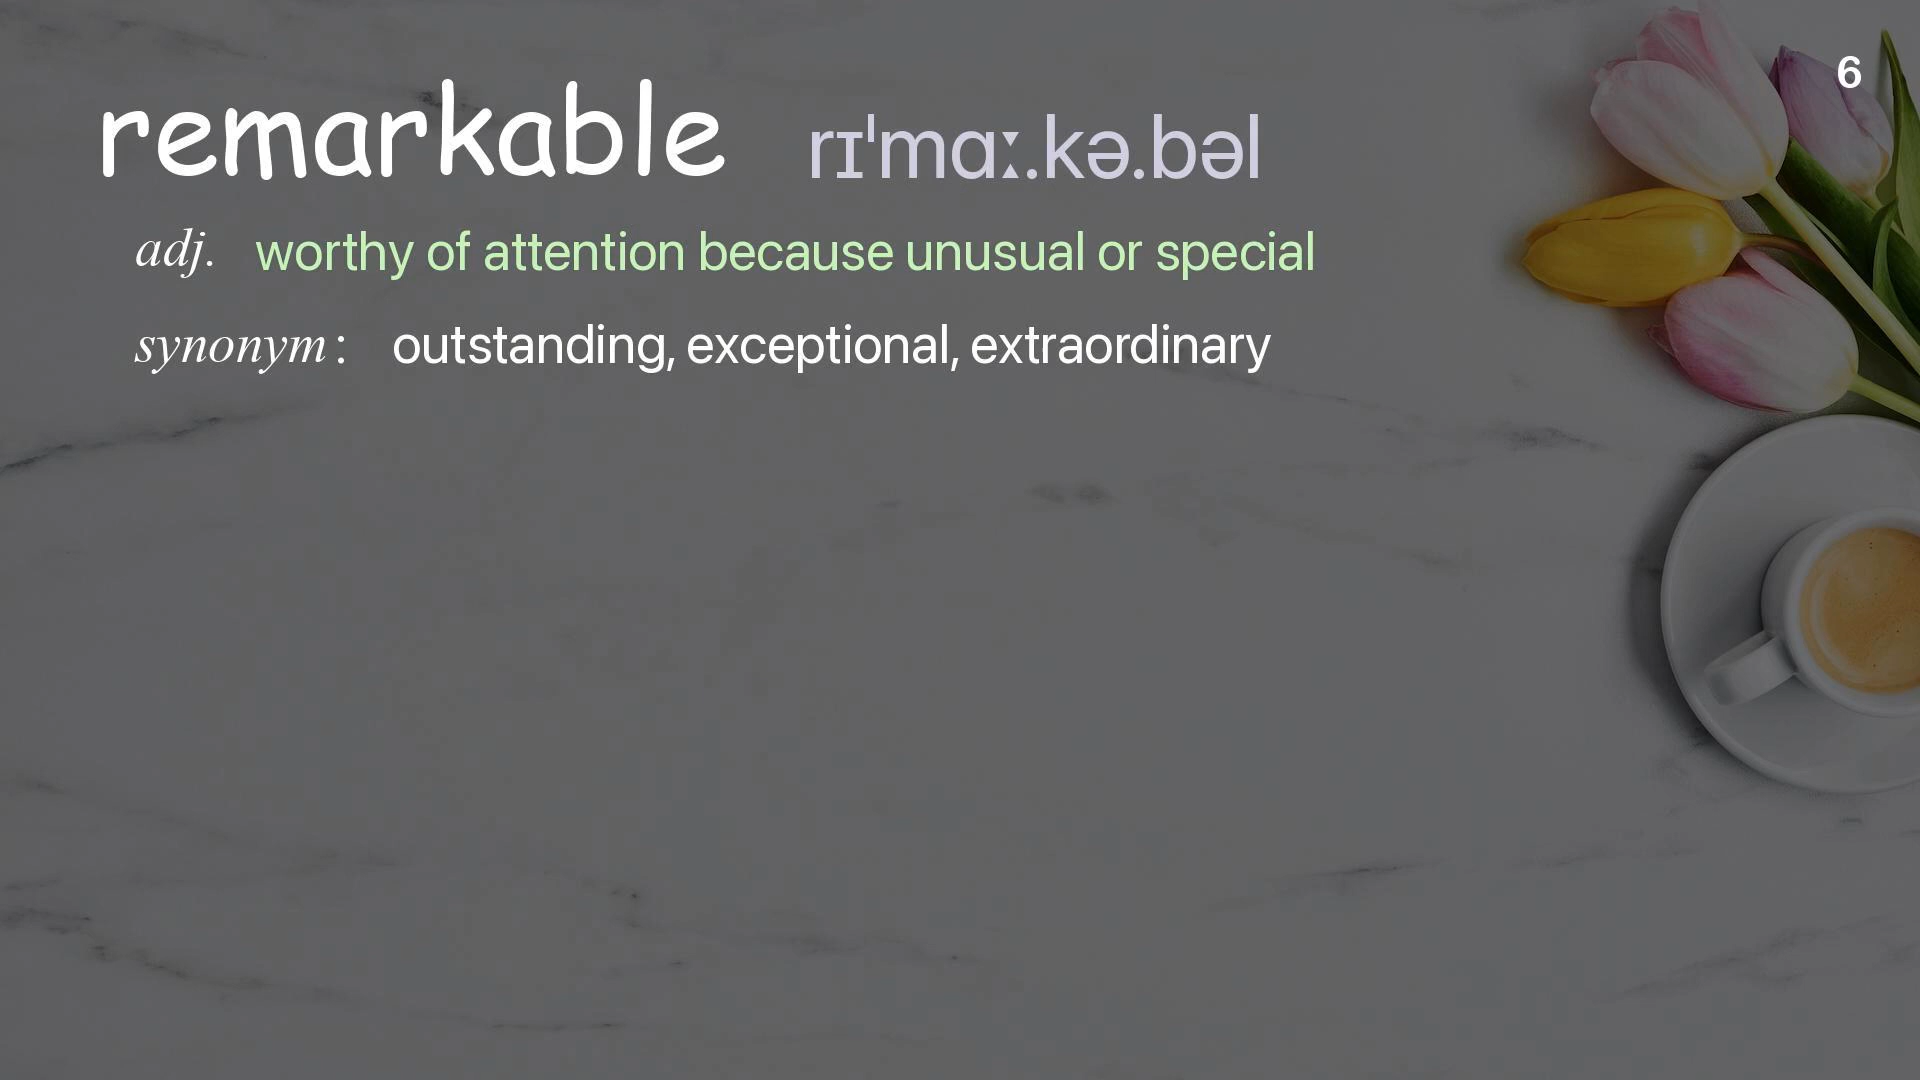 6
remarkable rɪˈmɑː.kə.bəl
adj. worthy of attention because unusual or special
synonym : outstanding, exceptional, extraordinary